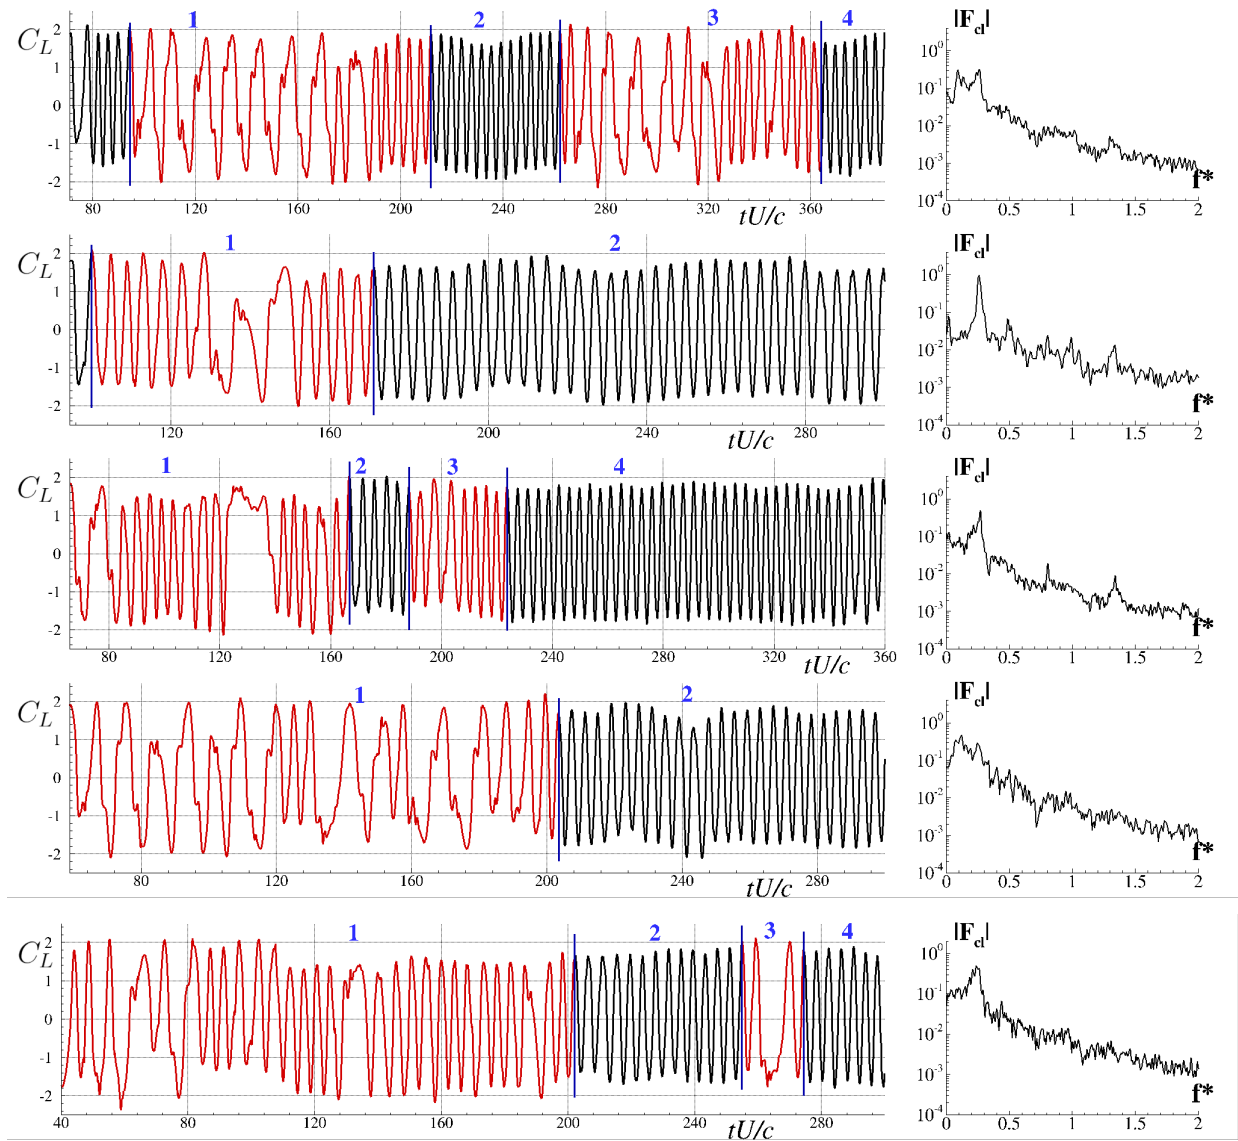 1 2 3 4
C_L
2
1
0
-1
-2
80 120 160 200 240 280 320 360
tU/c
|F_cl|
10^0
10^-1
10^-2
10^-3
10^-4
0 0.5 1 1.5 2
f*
1 2
C_L
2
1
0
-1
-2
120 160 200 240 280
tU/c
|F_cl|
10^0
10^-1
10^-2
10^-3
10^-4
0 0.5 1 1.5 2
f*
1 2 3 4
C_L
2
1
0
-1
-2
80 120 160 200 240 280 320 360
tU/c
|F_cl|
10^0
10^-1
10^-2
10^-3
10^-4
0 0.5 1 1.5 2
f*
1 2
C_L
2
1
0
-1
-2
80 120 160 200 240 280
tU/c
|F_cl|
10^0
10^-1
10^-2
10^-3
10^-4
0 0.5 1 1.5 2
f*
1 2 3 4
C_L
2
1
0
-1
-2
40 80 120 160 200 240 280
tU/c
|F_cl|
10^0
10^-1
10^-2
10^-3
10^-4
0 0.5 1 1.5 2
f*